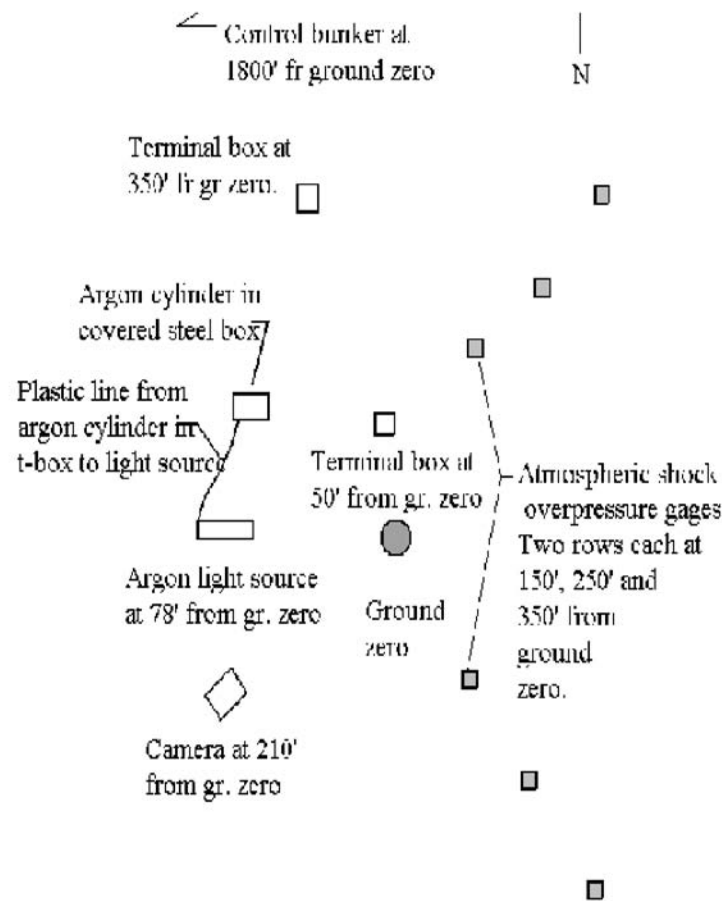 Control bunker at
1800' fr ground zero
N
Terminal box at
350' fr gr zero.
Argon cylinder in
covered steel box
Plastic line from
argon cylinder in
t-box to light source
Terminal box at
50' from gr. zero
Atmospheric shock
overpressure gages
Two rows each at
150', 250' and
350' from
ground
zero.
Argon light source
at 78' from gr. zero
Ground
zero
Camera at 210'
from gr. zero